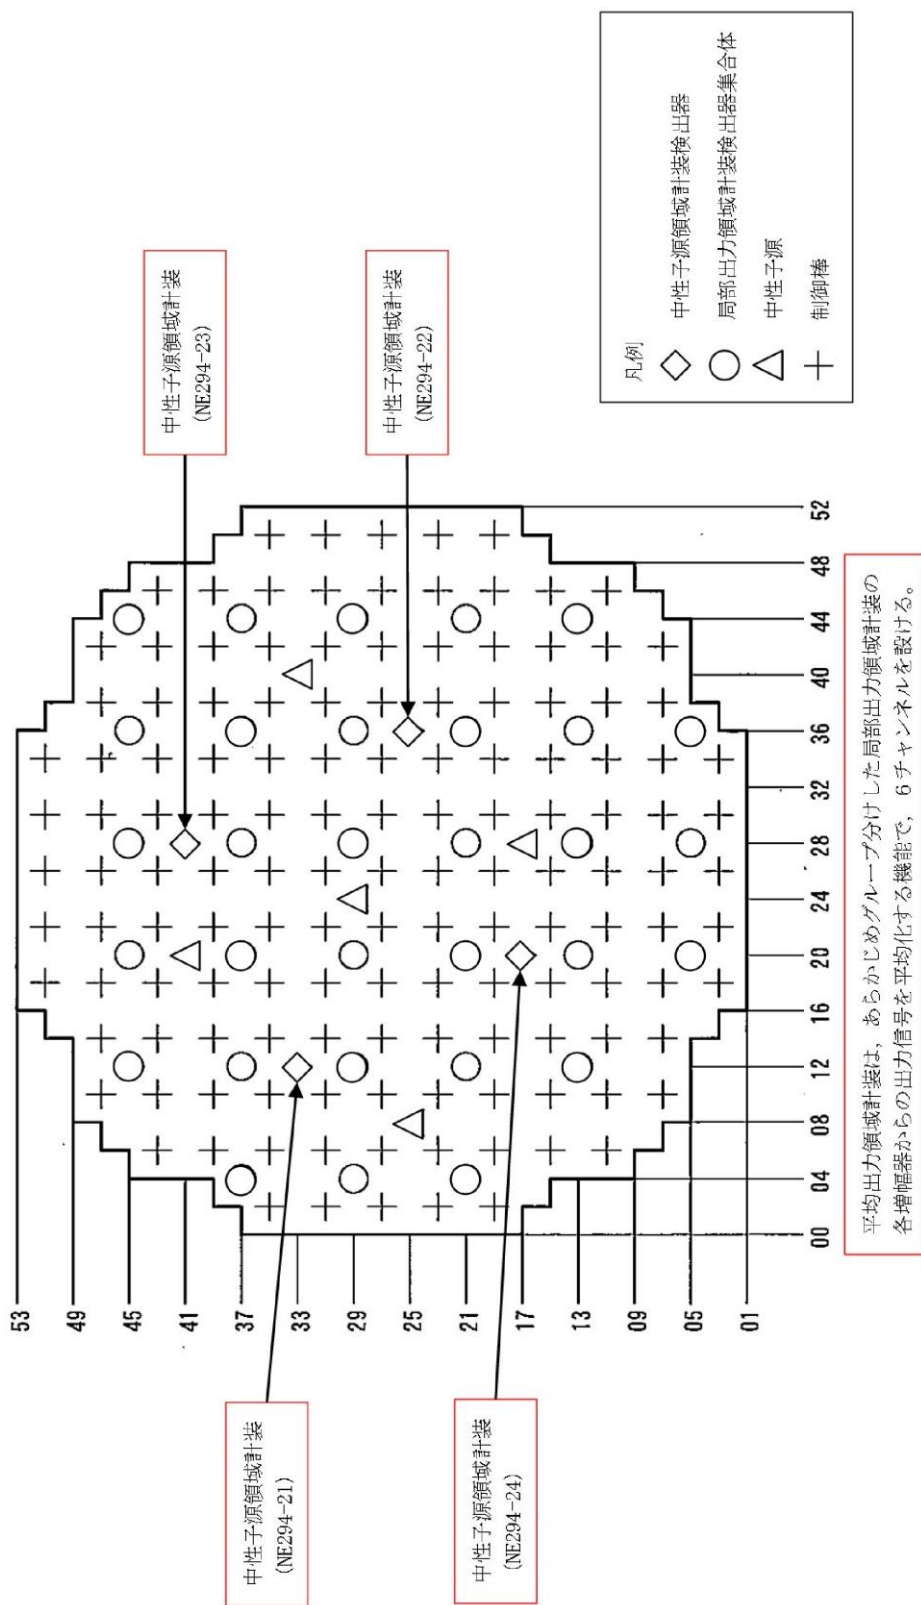 中性子源領域計装
(NE294-21)
中性子源領域計装
(NE294-24)
中性子源領域計装
(NE294-23)
中性子源領域計装
(NE294-22)
53
49
45
41
37
33
29
25
21
17
13
09
05
01
00
04
08
12
16
20
24
28
32
36
40
44
48
52
凡例
中性子源領域計装検出器
局部出力領域計装検出器集合体
中性子源
制御棒
平均出力領域計装は，あらかじめグループ分けした局部出力領域計装の
各増幅器からの出力信号を平均化する機能で，6チャンネルを設ける。